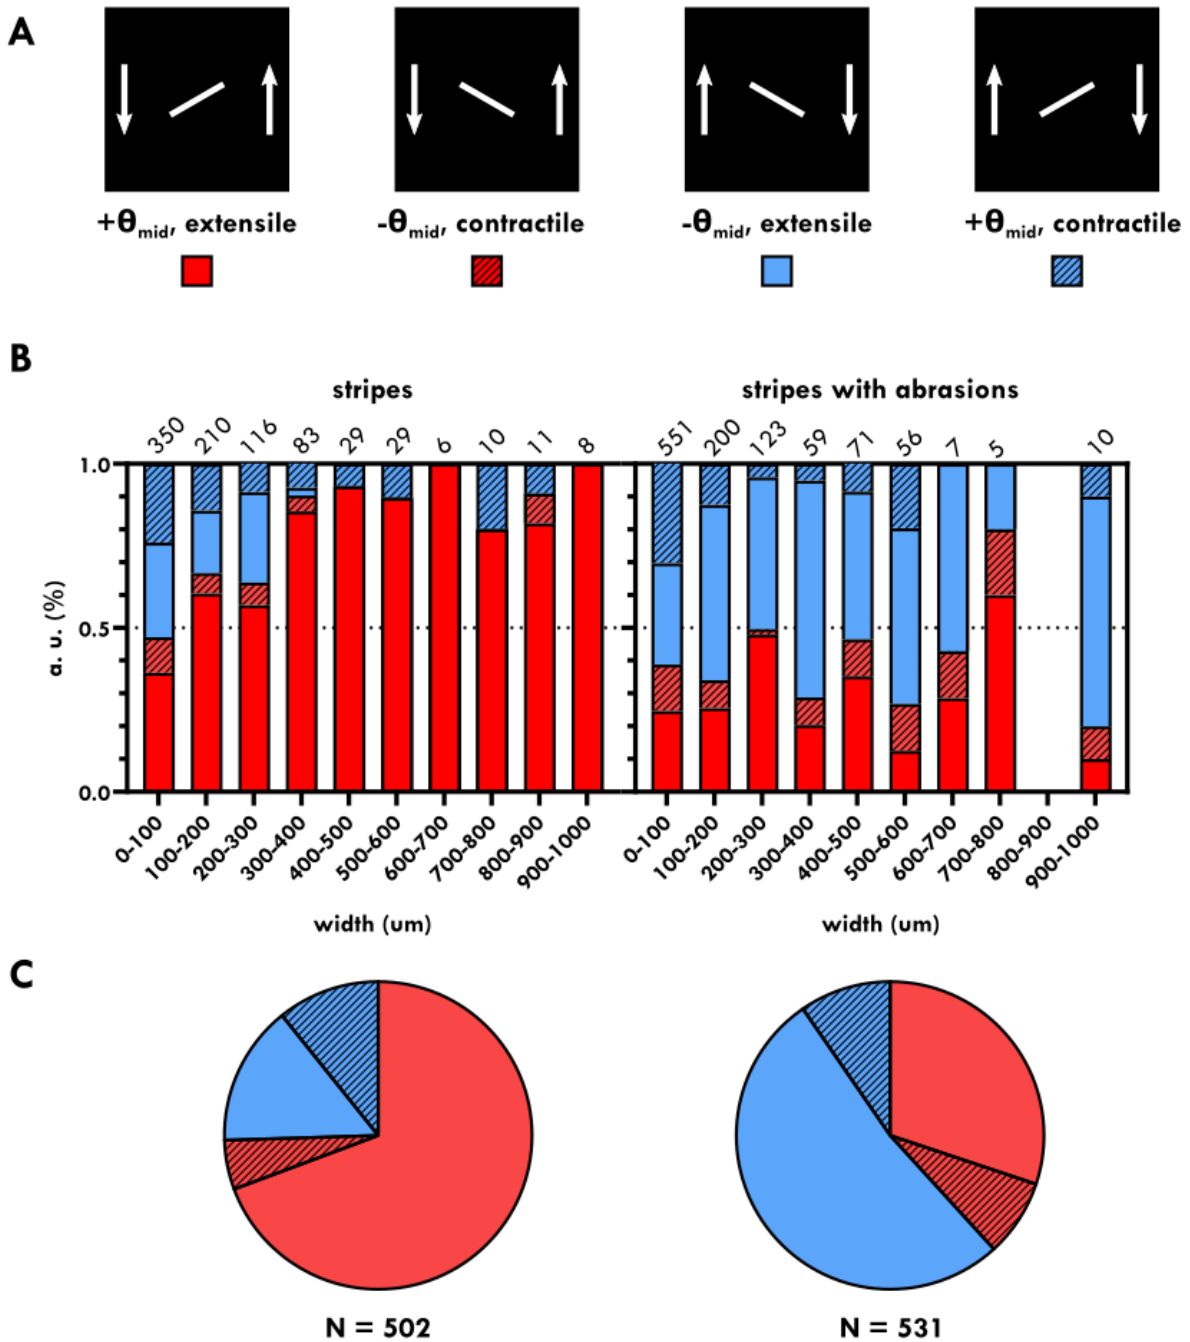 A
+θmid, extensile
-θmid, contractile
-θmid, extensile
+θmid, contractile
B
stripes
stripes with abrasions
350 210 116 83 29 29 6 10 11 8
551 200 123 59 71 56 7 5 10
1.0
0.5
0.0
a. u. (%)
0-100 100-200 200-300 300-400 400-500 500-600 600-700 700-800 800-900 900-1000
0-100 100-200 200-300 300-400 400-500 500-600 600-700 700-800 800-900 900-1000
width (um)
width (um)
C
N = 502
N = 531